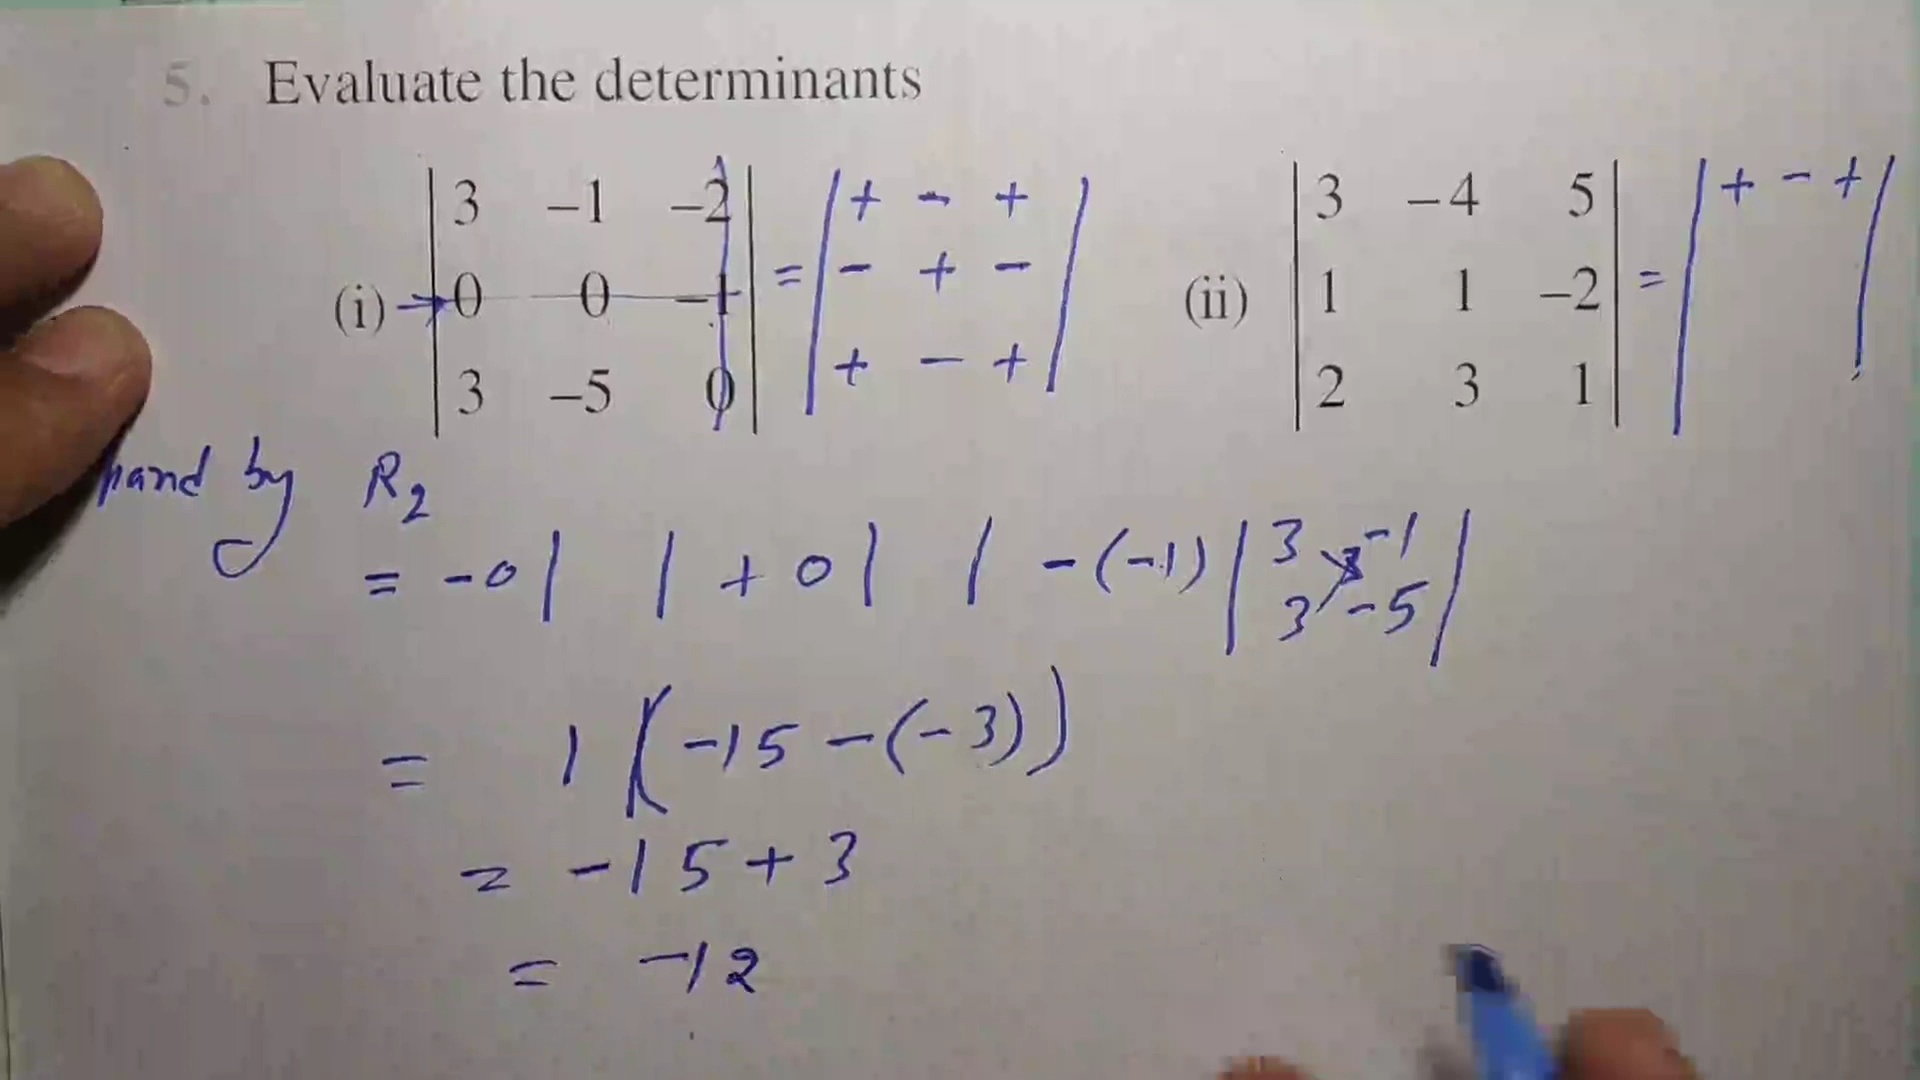 5. Evaluate the determinants
(i) | 3 -1 -2 | = | + - + |
| 0 0 -1 | | - + - |
| 3 -5 0 | | + - + |
(ii) | 3 -4 5 | = | + - + |
| 1 1 -2 |
| 2 3 1 |
pand by R2
= -0| | + 0| | -(-1) | 3 -1 |
| 3 -5 |
= 1 (-15 -(-3))
= -15 + 3
= -12